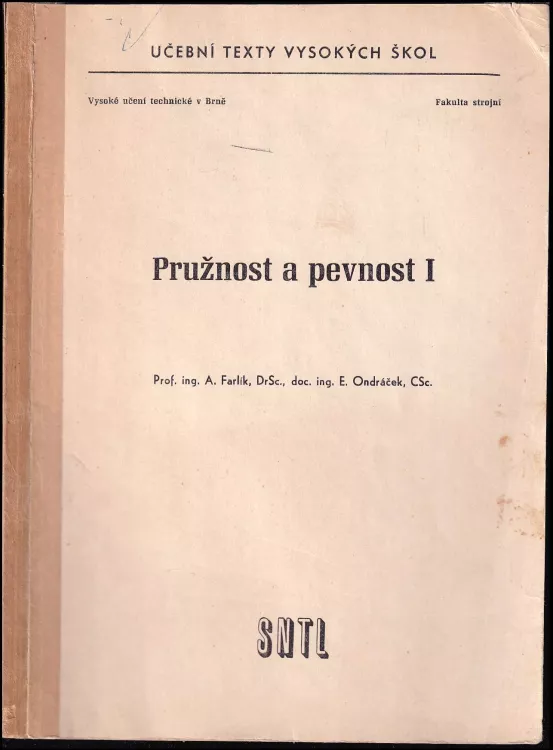 UČEBNÍ TEXTY VYSOKÝCH ŠKOL
Vysoké učení technické v Brně Fakulta strojní
Pružnost a pevnost I
Prof. ing. A. Farlík, DrSc., doc. ing. E. Ondráček, CSc.
SNTL